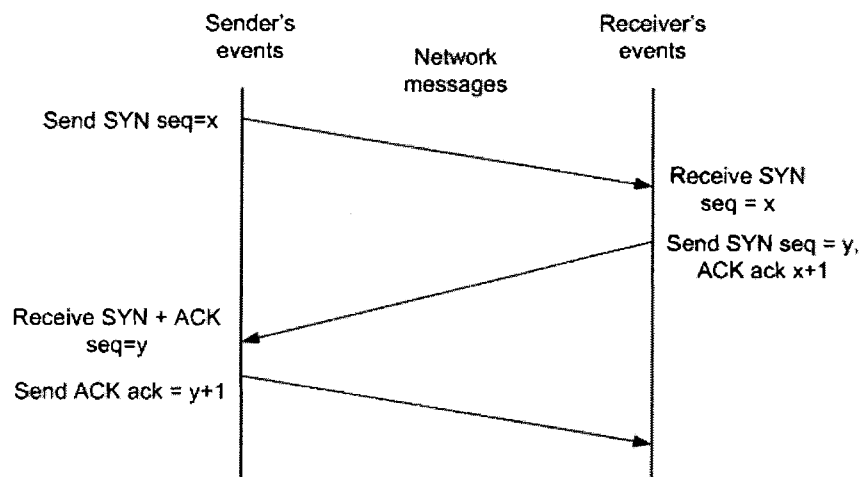 Sender's
events
Network
messages
Receiver's
events
Send SYN seq=x
Receive SYN
seq = x
Send SYN seq = y,
ACK ack x+1
Receive SYN + ACK
seq=y
Send ACK ack = y+1